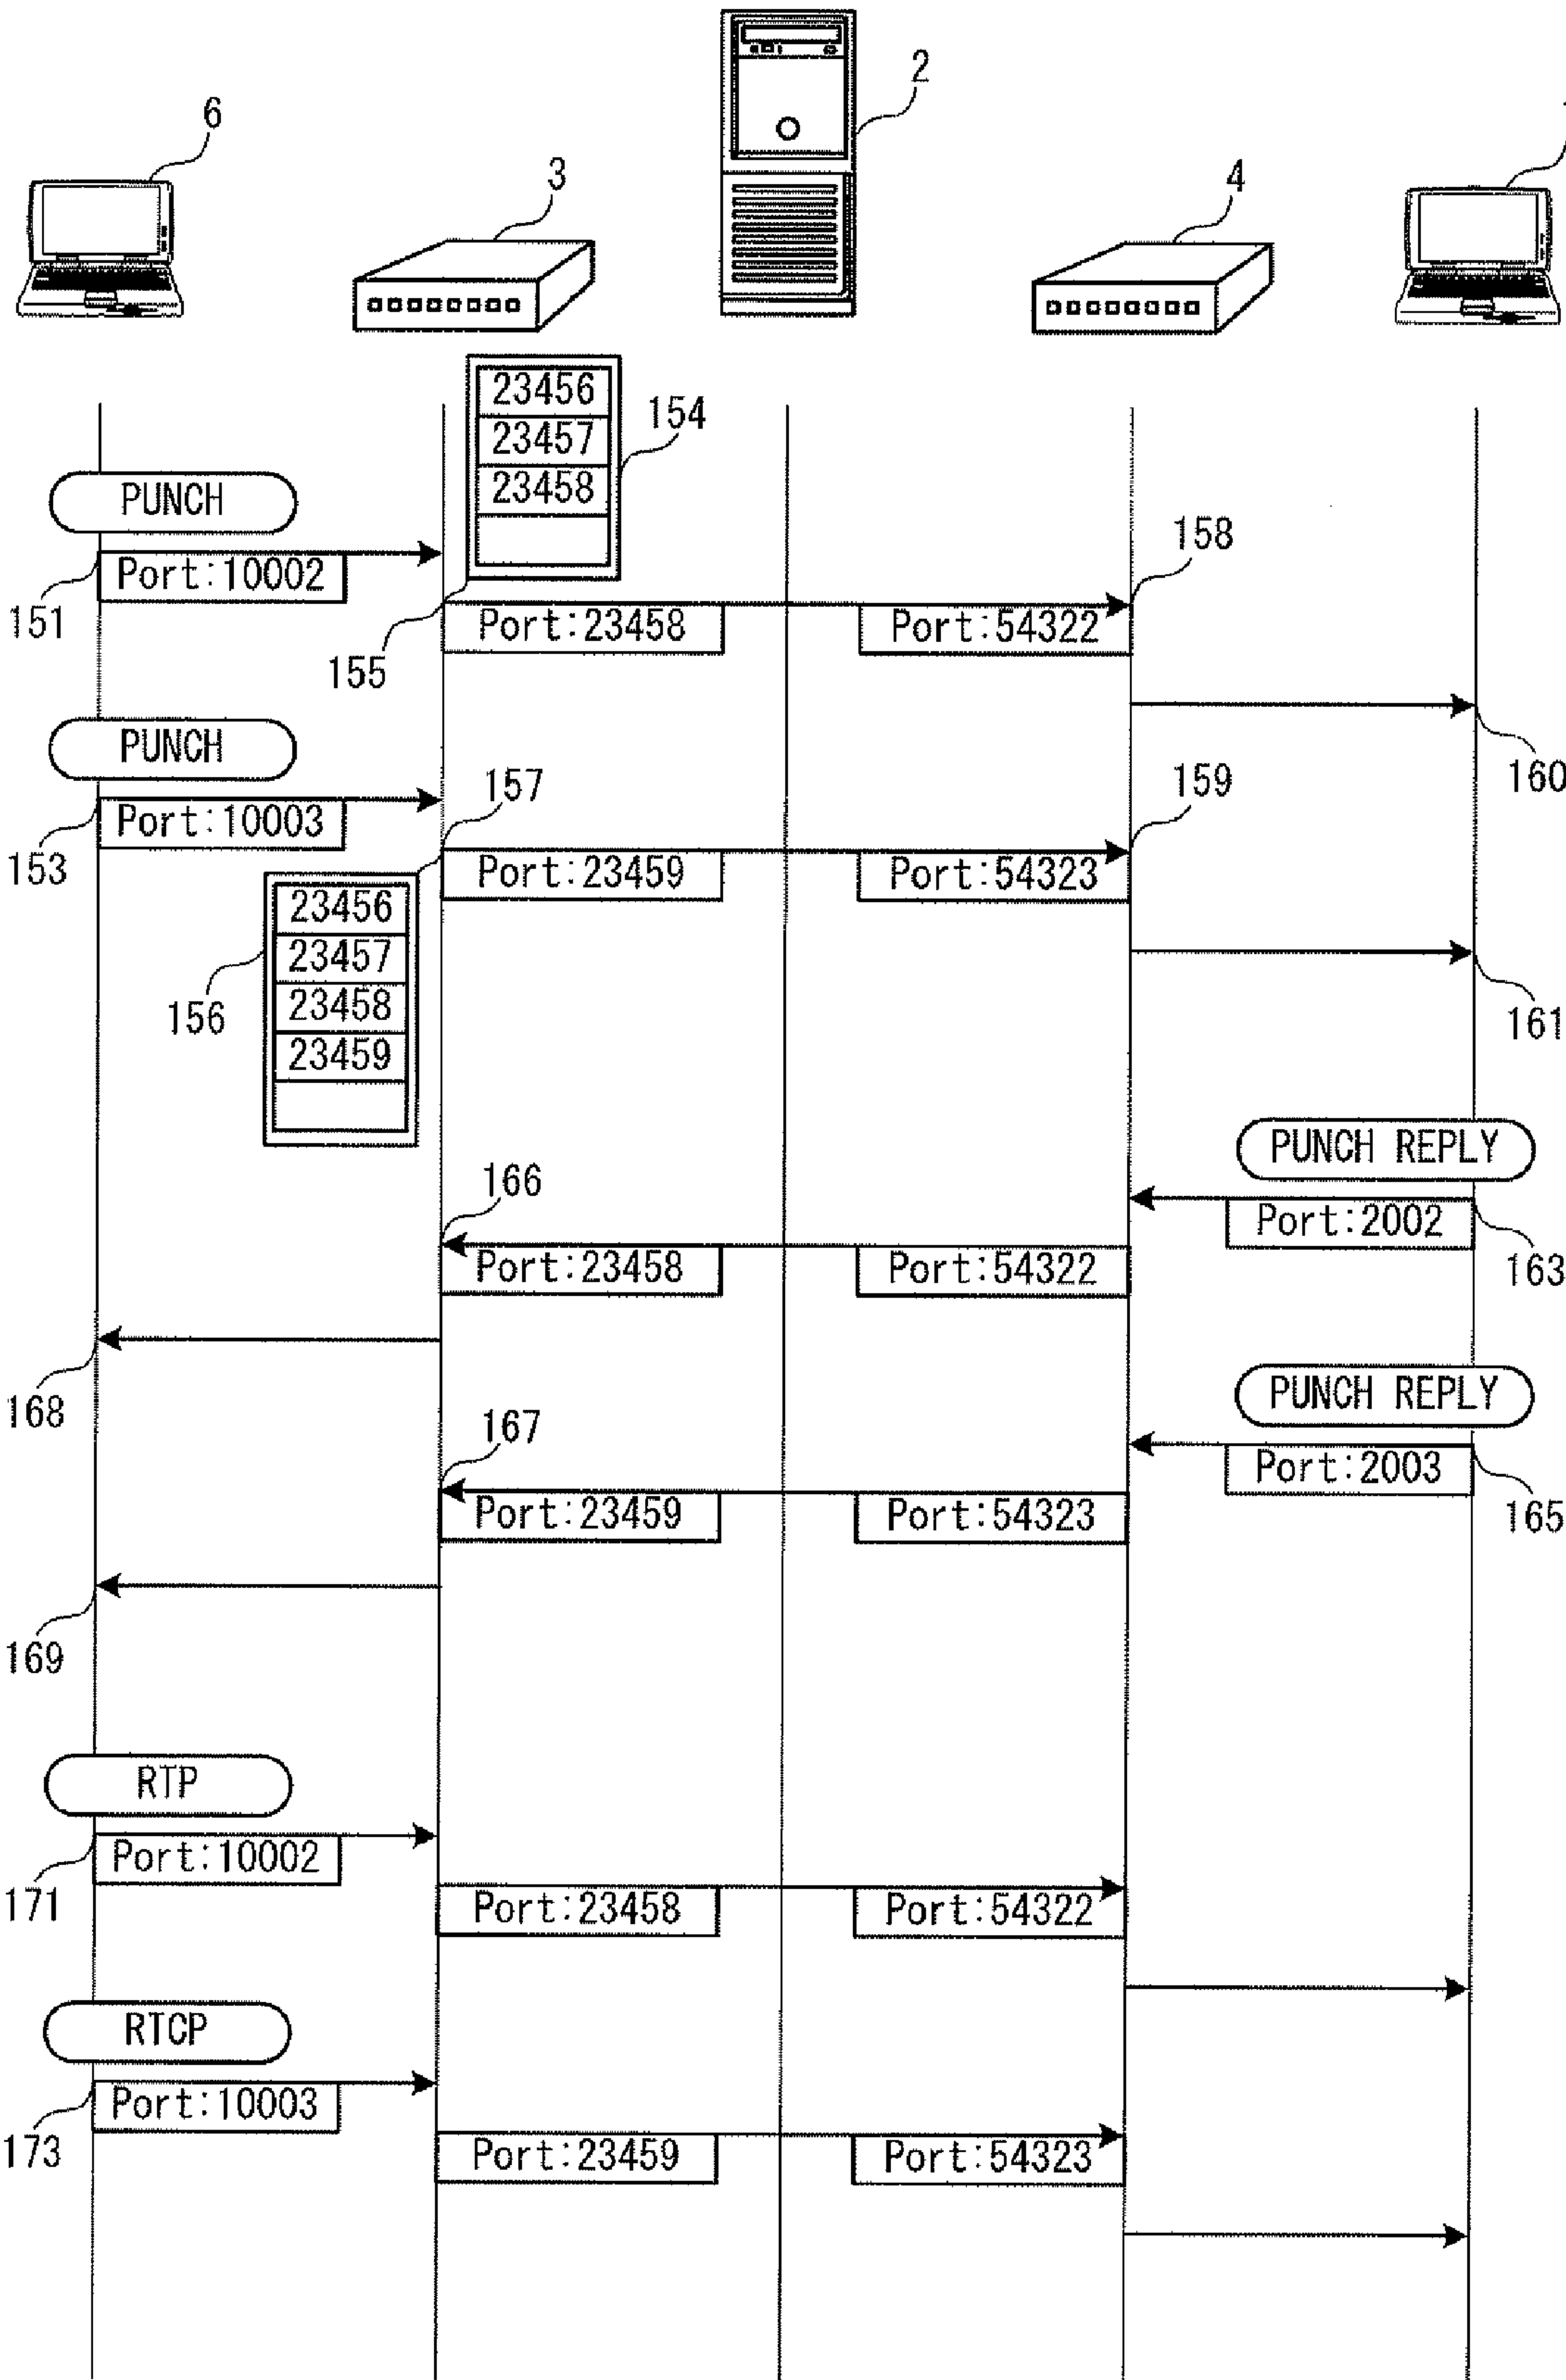 2
6
3
4
23456
154
23457
23458
PUNCH
158
Port:10002
151
Port:23458
Port:54322
155
PUNCH
160
157
159
Port:10003
153
Port:23459
Port:54323
23456
23457
156
23458
161
23459
PUNCH REPLY
166
Port:2002
Port:23458
Port:54322
163
168
PUNCH REPLY
167
Port:2003
Port:23459
Port:54323
165
169
RTP
Port:10002
171
Port:23458
Port:54322
RTCP
Port:10003
173
Port:23459
Port:54323